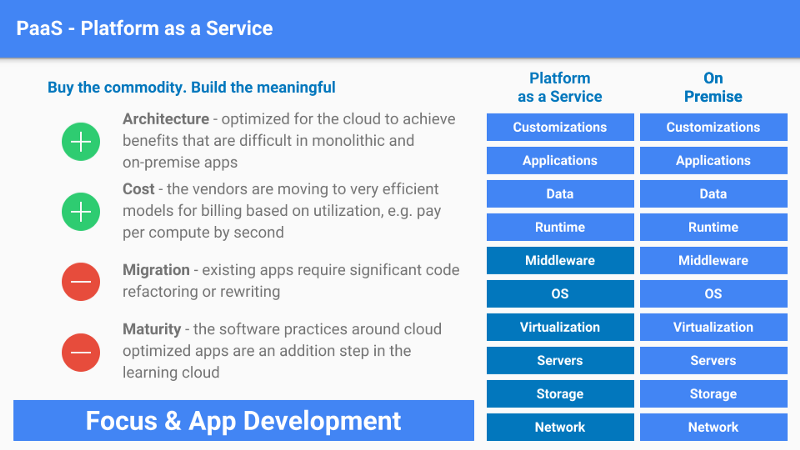 PaaS - Platform as a Service
Buy the commodity. Build the meaningful
Architecture - optimized for the cloud to achieve
benefits that are difficult in monolithic and
on-premise apps
Cost - the vendors are moving to very efficient
models for billing based on utilization, e.g. pay
per compute by second
Migration - existing apps require significant code
refactoring or rewriting
Maturity - the software practices around cloud
optimized apps are an addition step in the
learning cloud
Focus & App Development
Platform
as a Service
Customizations
Applications
Data
Runtime
Middleware
OS
Virtualization
Servers
Storage
Network
On
Premise
Customizations
Applications
Data
Runtime
Middleware
OS
Virtualization
Servers
Storage
Network